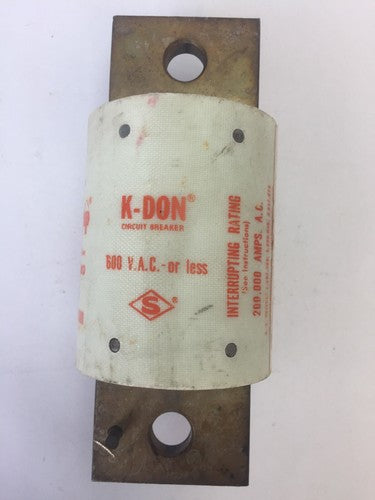 K-DON®
CIRCUIT BREAKER
600 V.A.C.-or less
S
INTERRUPTING RATING
(See Instructions)
200,000 AMPS. A.C.